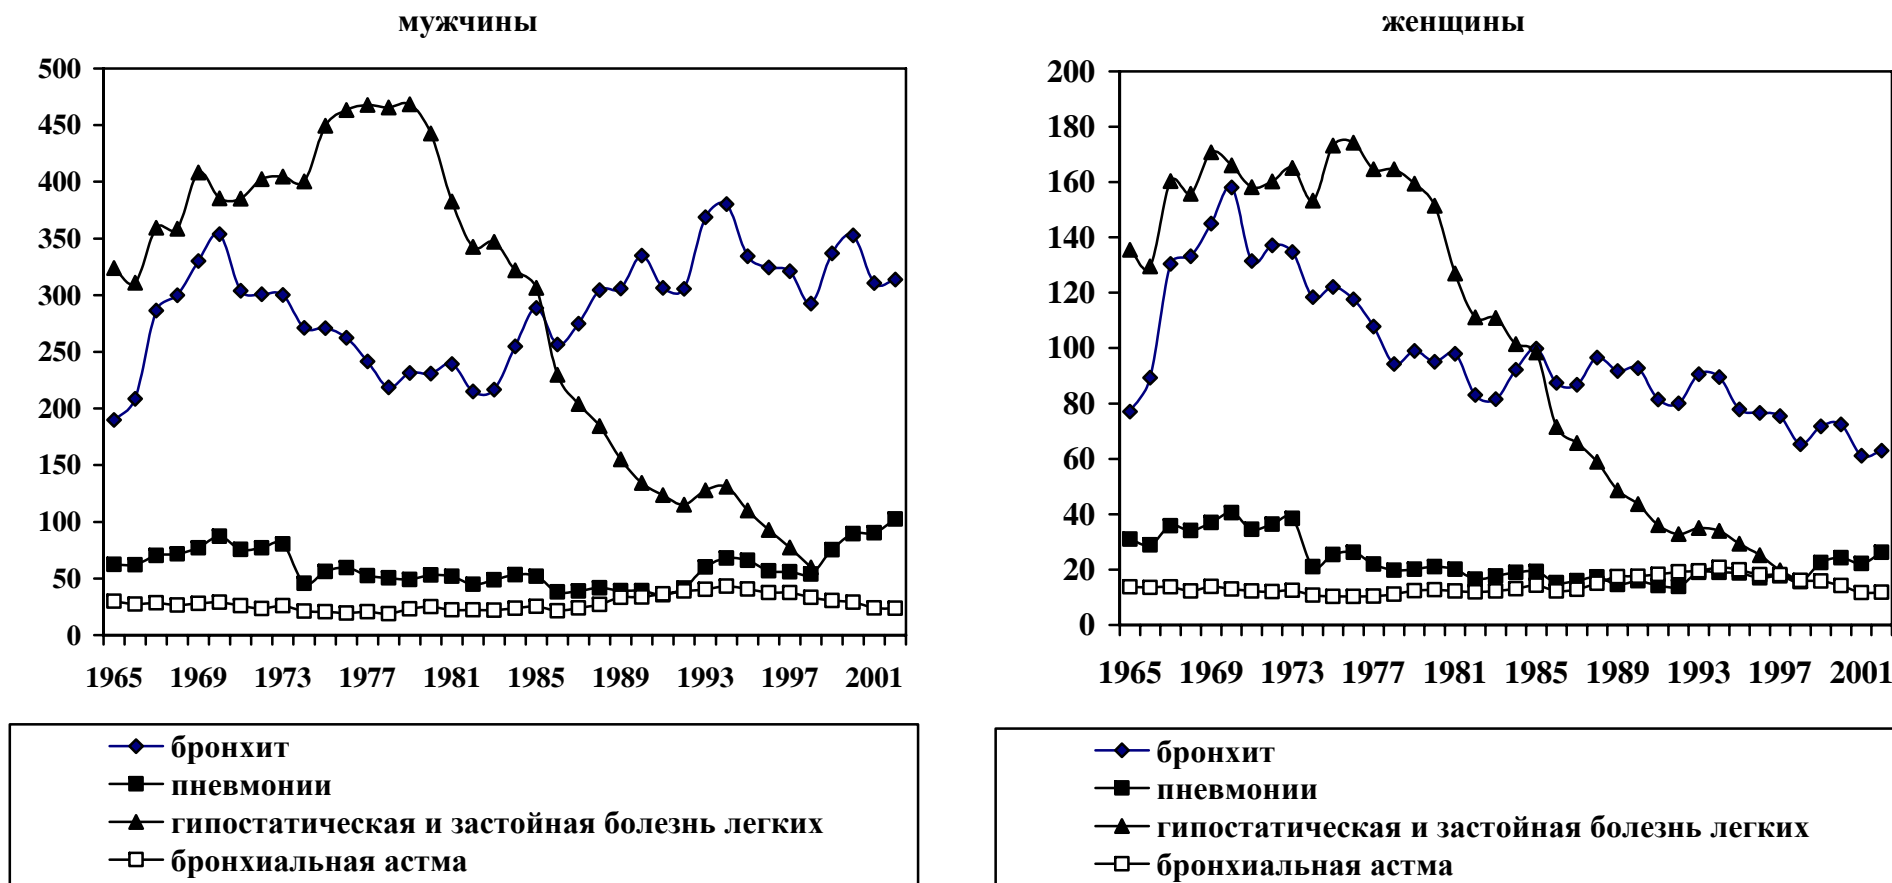 мужчины
500
450
400
350
300
250
200
150
100
50
0
1965 1969 1973 1977 1981 1985 1989 1993 1997 2001
бронхит
пневмонии
гипостатическая и застойная болезнь легких
бронхиальная астма
женщины
200
180
160
140
120
100
80
60
40
20
0
1965 1969 1973 1977 1981 1985 1989 1993 1997 2001
бронхит
пневмонии
гипостатическая и застойная болезнь легких
бронхиальная астма